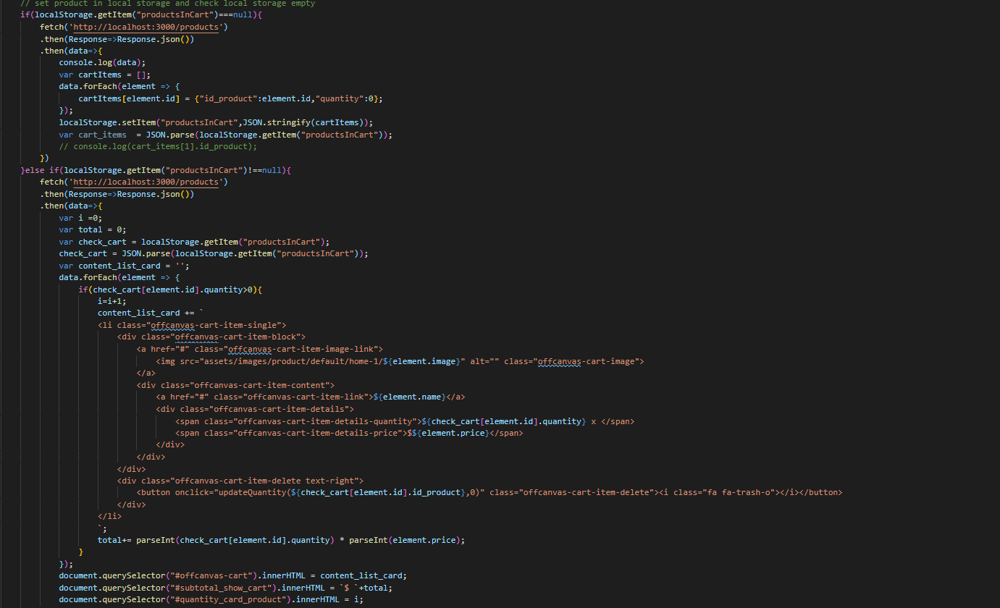 // set product in local storage and check local storage empty
if(localStorage.getItem("productsInCart")===null){
fetch('http://localhost:3000/products')
.then(Response=>Response.json())
.then(data=>{
console.log(data);
var cartItems = [];
data.forEach(element => {
cartItems[element.id] = {"id_product":element.id,"quantity":0};
});
localStorage.setItem("productsInCart",JSON.stringify(cartItems));
var cart_items  = JSON.parse(localStorage.getItem("productsInCart"));
// console.log(cart_items[1].id_product);
})
}else if(localStorage.getItem("productsInCart")!==null){
fetch('http://localhost:3000/products')
.then(Response=>Response.json())
.then(data=>{
var i =0;
var total = 0;
var check_cart = localStorage.getItem("productsInCart");
check_cart = JSON.parse(localStorage.getItem("productsInCart"));
var content_list_card = '';
data.forEach(element => {
if(check_cart[element.id].quantity>0){
i=i+1;
content_list_card += `
<li class="offcanvas-cart-item-single">
<div class="offcanvas-cart-item-block">
<a href="#" class="offcanvas-cart-item-image-link">
<img src="assets/images/product/default/home-1/${element.image}" alt="" class="offcanvas-cart-image">
</a>
<div class="offcanvas-cart-item-content">
<a href="#" class="offcanvas-cart-item-link">${element.name}</a>
<div class="offcanvas-cart-item-details">
<span class="offcanvas-cart-item-details-quantity">${check_cart[element.id].quantity} x </span>
<span class="offcanvas-cart-item-details-price">$${element.price}</span>
</div>
</div>
</div>
<div class="offcanvas-cart-item-delete text-right">
<button onclick="updateQuantity(${check_cart[element.id].id_product},0)" class="offcanvas-cart-item-delete"><i class="fa fa-trash-o"></i></button>
</div>
</li>
`;
total+= parseInt(check_cart[element.id].quantity) * parseInt(element.price);
}
});
document.querySelector("#offcanvas-cart").innerHTML = content_list_card;
document.querySelector("#subtotal_show_cart").innerHTML = `$ `+total;
document.querySelector("#quantity_card_product").innerHTML = i;